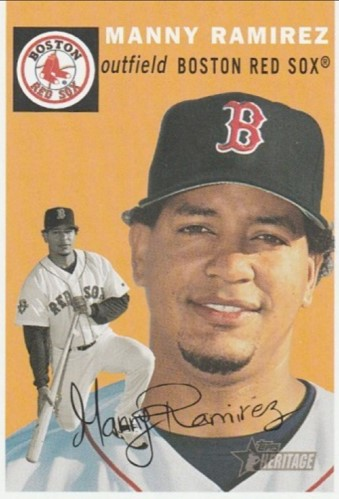 MANNY RAMIREZ
BOSTON
RED SOX
outfield BOSTON RED SOX®
B
RED SOX
Manny Ramirez
Topps
HERITAGE